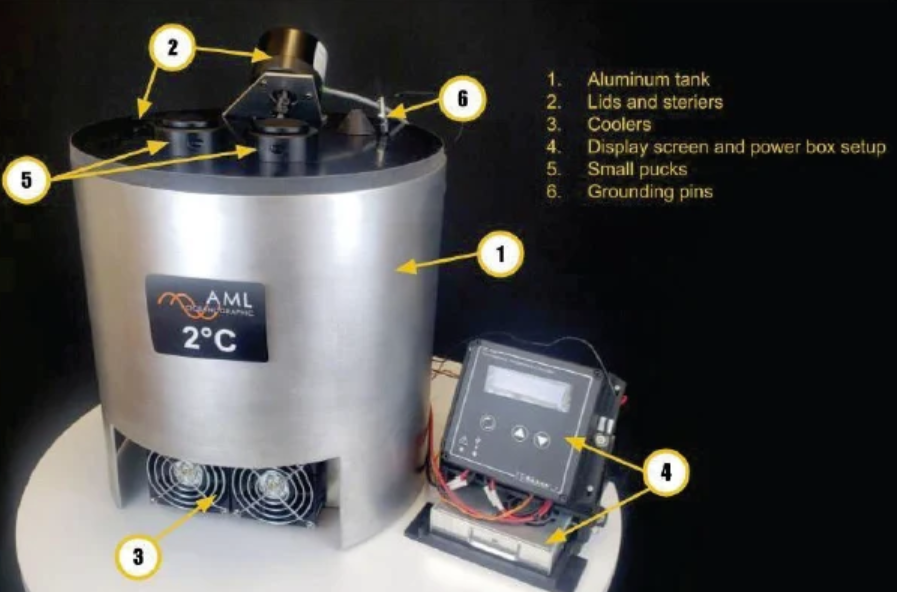 2
6
5
1
4
3
1. Aluminum tank
2. Lids and steriers
3. Coolers
4. Display screen and power box setup
5. Small pucks
6. Grounding pins
AML
OCEANOGRAPHIC
2°C